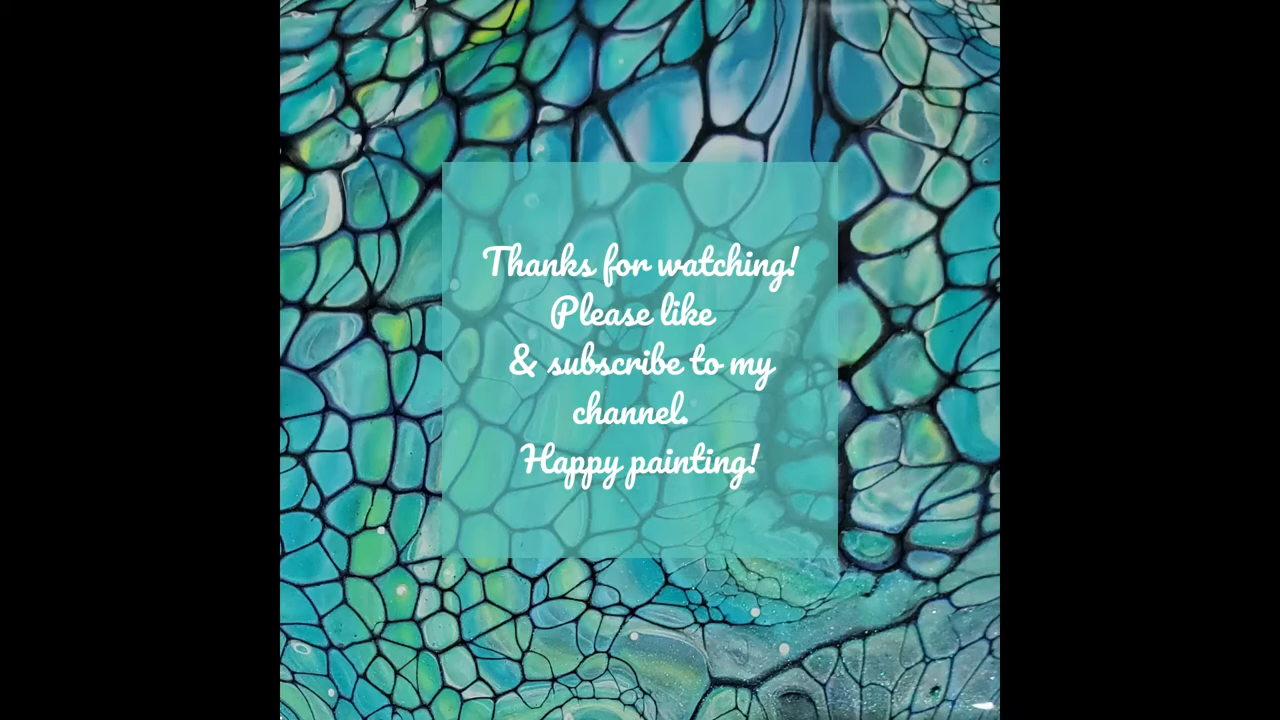 Thanks for watching!
Please like
& subscribe to my
channel.
Happy painting!